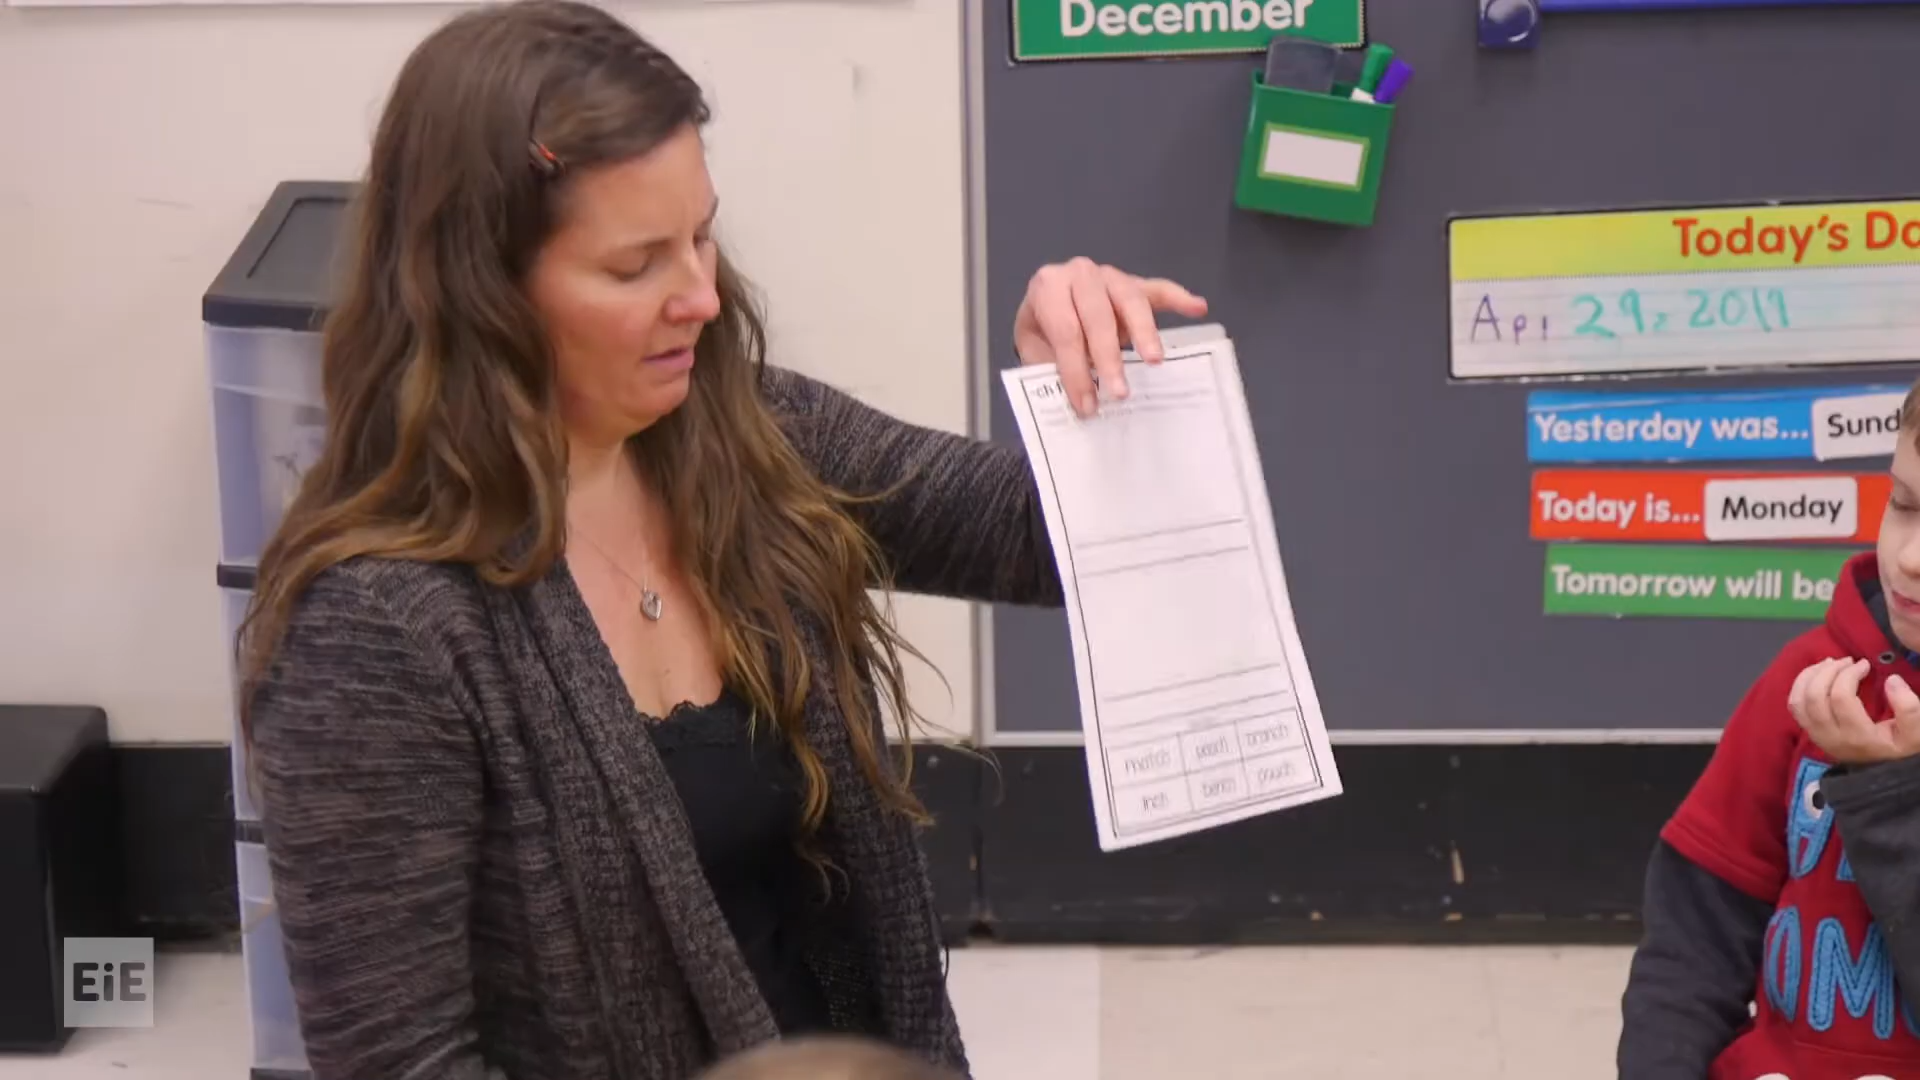 December
Today's Da
Apr 29, 2019
Yesterday was... Sund
Today is... Monday
Tomorrow will be
match peach branch
inch bench pouch
EiE